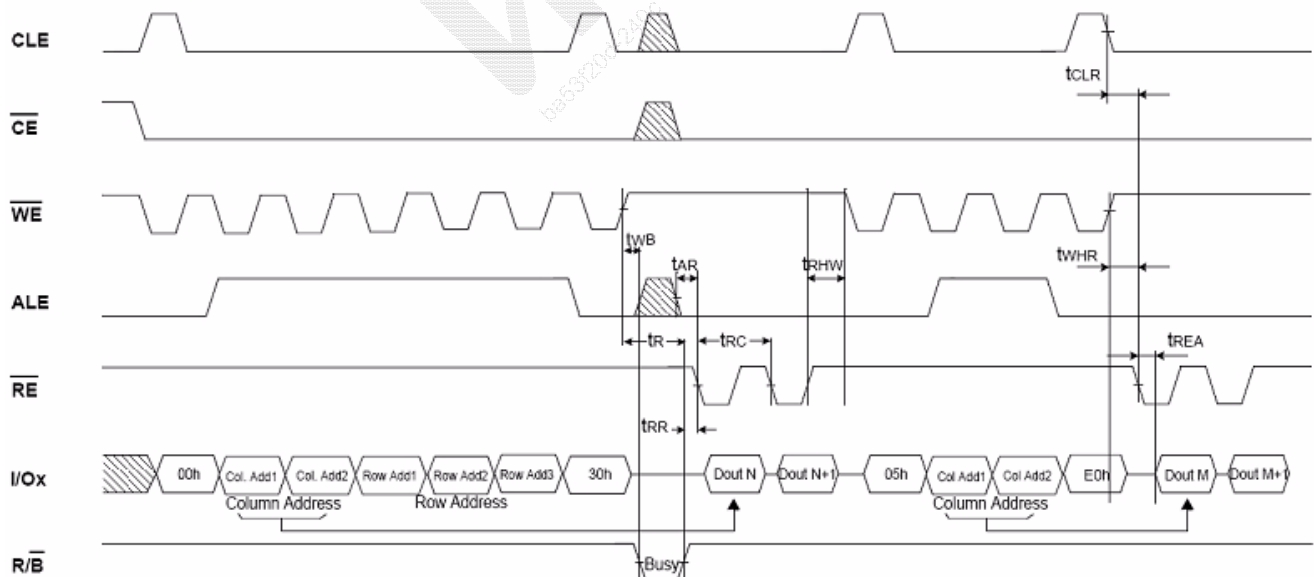 CLE
tCLR
ba53f20d-240c
CE
WE
tWB
tAR
tRHW
tWHR
ALE
tR
tRC
tREA
RE
tRR
I/Ox
00h Col. Add1 Col. Add2 Row Add1 Row Add2 Row Add3 30h Dout N Dout N+1 05h Col Add1 Col Add2 E0h Dout M Dout M+1
Column Address Row Address Column Address
R/B
Busy